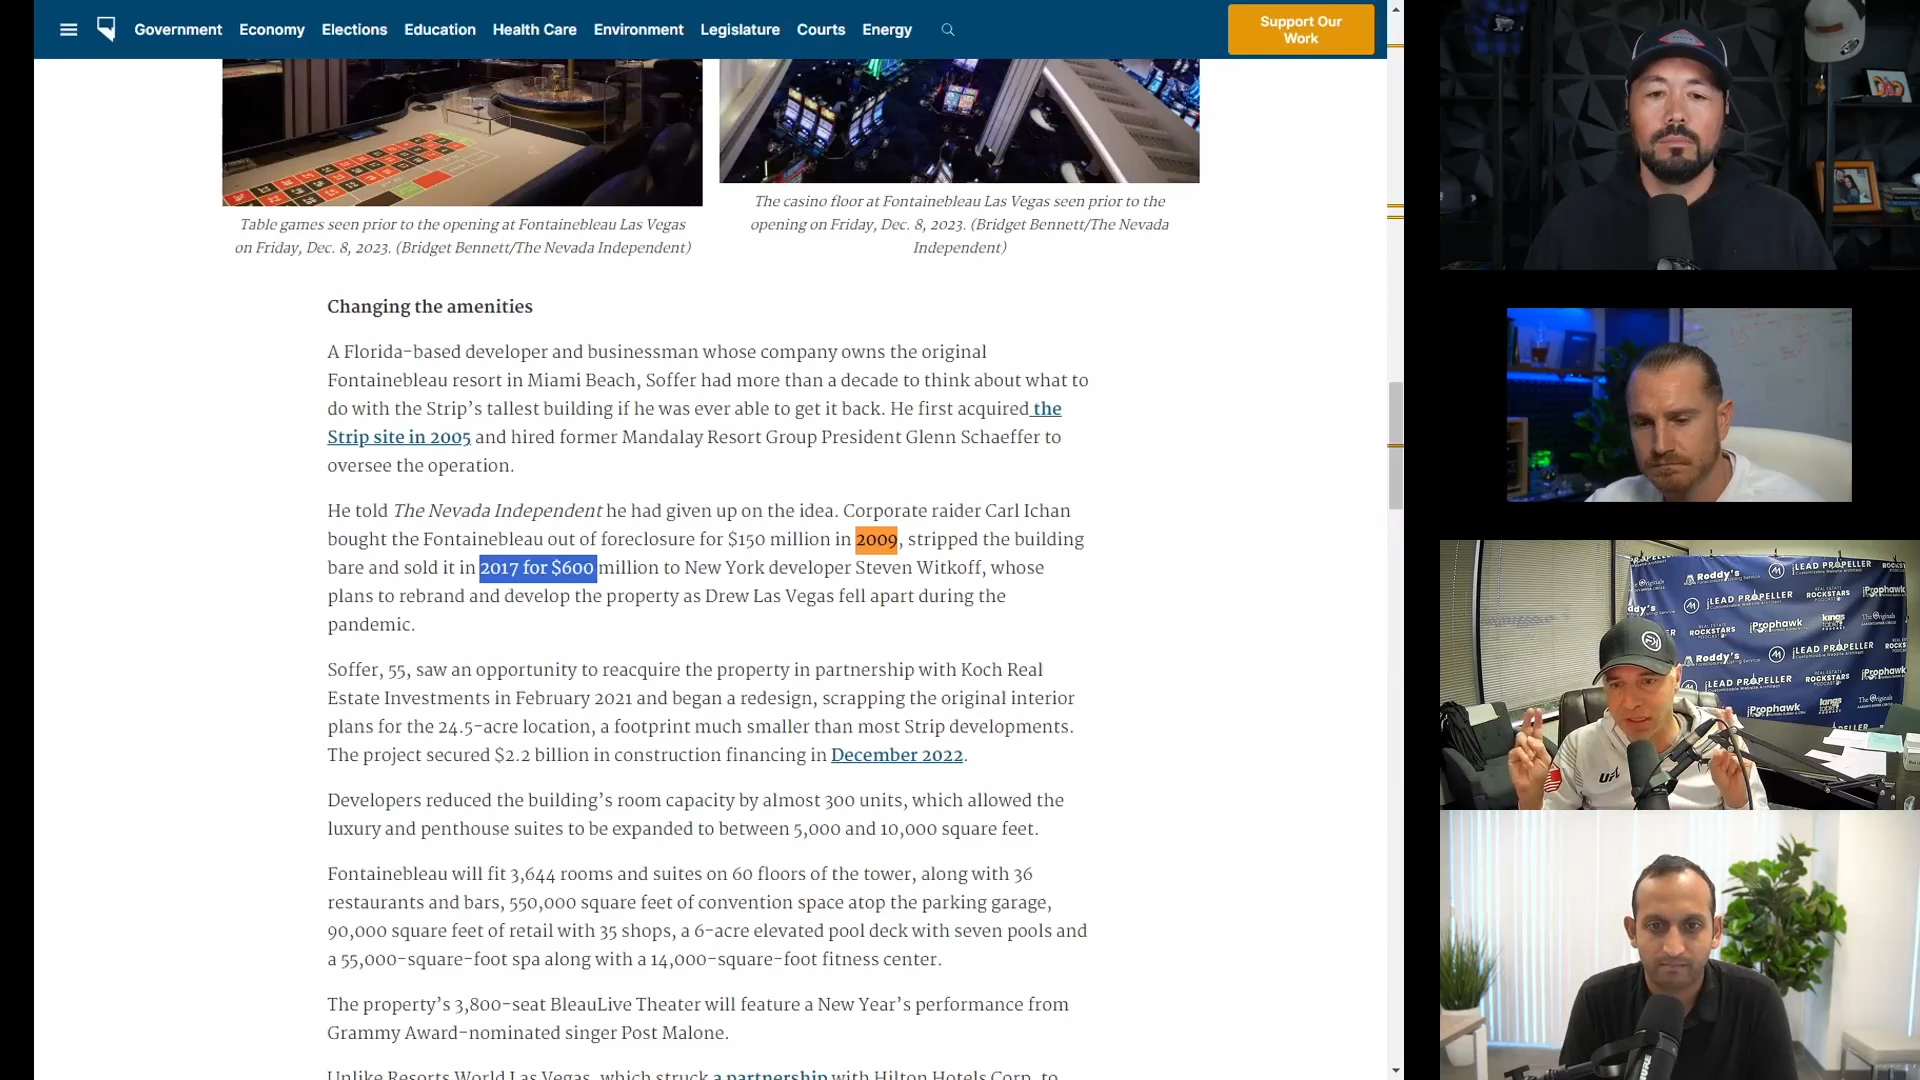 Government Economy Elections Education Health Care Environment Legislature Courts Energy
Support Our
Work
Table games seen prior to the opening at Fontainebleau Las Vegas
on Friday, Dec. 8, 2023. (Bridget Bennett/The Nevada Independent)
The casino floor at Fontainebleau Las Vegas seen prior to the
opening on Friday, Dec. 8, 2023. (Bridget Bennett/The Nevada
Independent)
Changing the amenities
A Florida-based developer and businessman whose company owns the original
Fontainebleau resort in Miami Beach, Soffer had more than a decade to think about what to
do with the Strip’s tallest building if he was ever able to get it back. He first acquired the
Strip site in 2005 and hired former Mandalay Resort Group President Glenn Schaeffer to
oversee the operation.
He told The Nevada Independent he had given up on the idea. Corporate raider Carl Ichan
bought the Fontainebleau out of foreclosure for $150 million in 2009, stripped the building
bare and sold it in 2017 for $600 million to New York developer Steven Witkoff, whose
plans to rebrand and develop the property as Drew Las Vegas fell apart during the
pandemic.
Soffer, 55, saw an opportunity to reacquire the property in partnership with Koch Real
Estate Investments in February 2021 and began a redesign, scrapping the original interior
plans for the 24.5-acre location, a footprint much smaller than most Strip developments.
The project secured $2.2 billion in construction financing in December 2022.
Developers reduced the building’s room capacity by almost 300 units, which allowed the
luxury and penthouse suites to be expanded to between 5,000 and 10,000 square feet.
Fontainebleau will fit 3,644 rooms and suites on 60 floors of the tower, along with 36
restaurants and bars, 550,000 square feet of convention space atop the parking garage,
90,000 square feet of retail with 35 shops, a 6-acre elevated pool deck with seven pools and
a 55,000-square-foot spa along with a 14,000-square-foot fitness center.
The property’s 3,800-seat BleauLive Theater will feature a New Year’s performance from
Grammy Award-nominated singer Post Malone.
Unlike Resorts World Las Vegas, which struck a partnership with Hilton Hotels Corp. to
DAD
Roddy's
LEAD PROPELLER
REAL ESTATE
ROCKSTARS
PODCAST
iProphawk
kings
The Originals
UFC